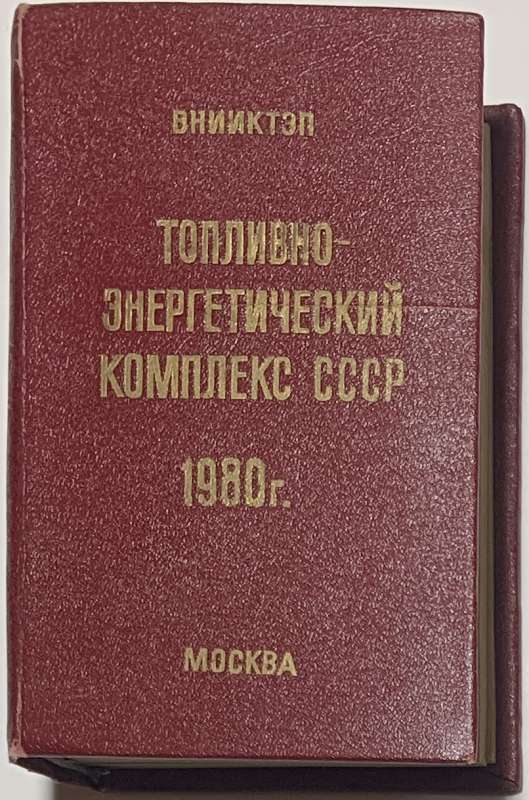 ВНИИКТЭП
ТОПЛИВНО-
ЭНЕРГЕТИЧЕСКИЙ
КОМПЛЕКС СССР
1980г.
МОСКВА